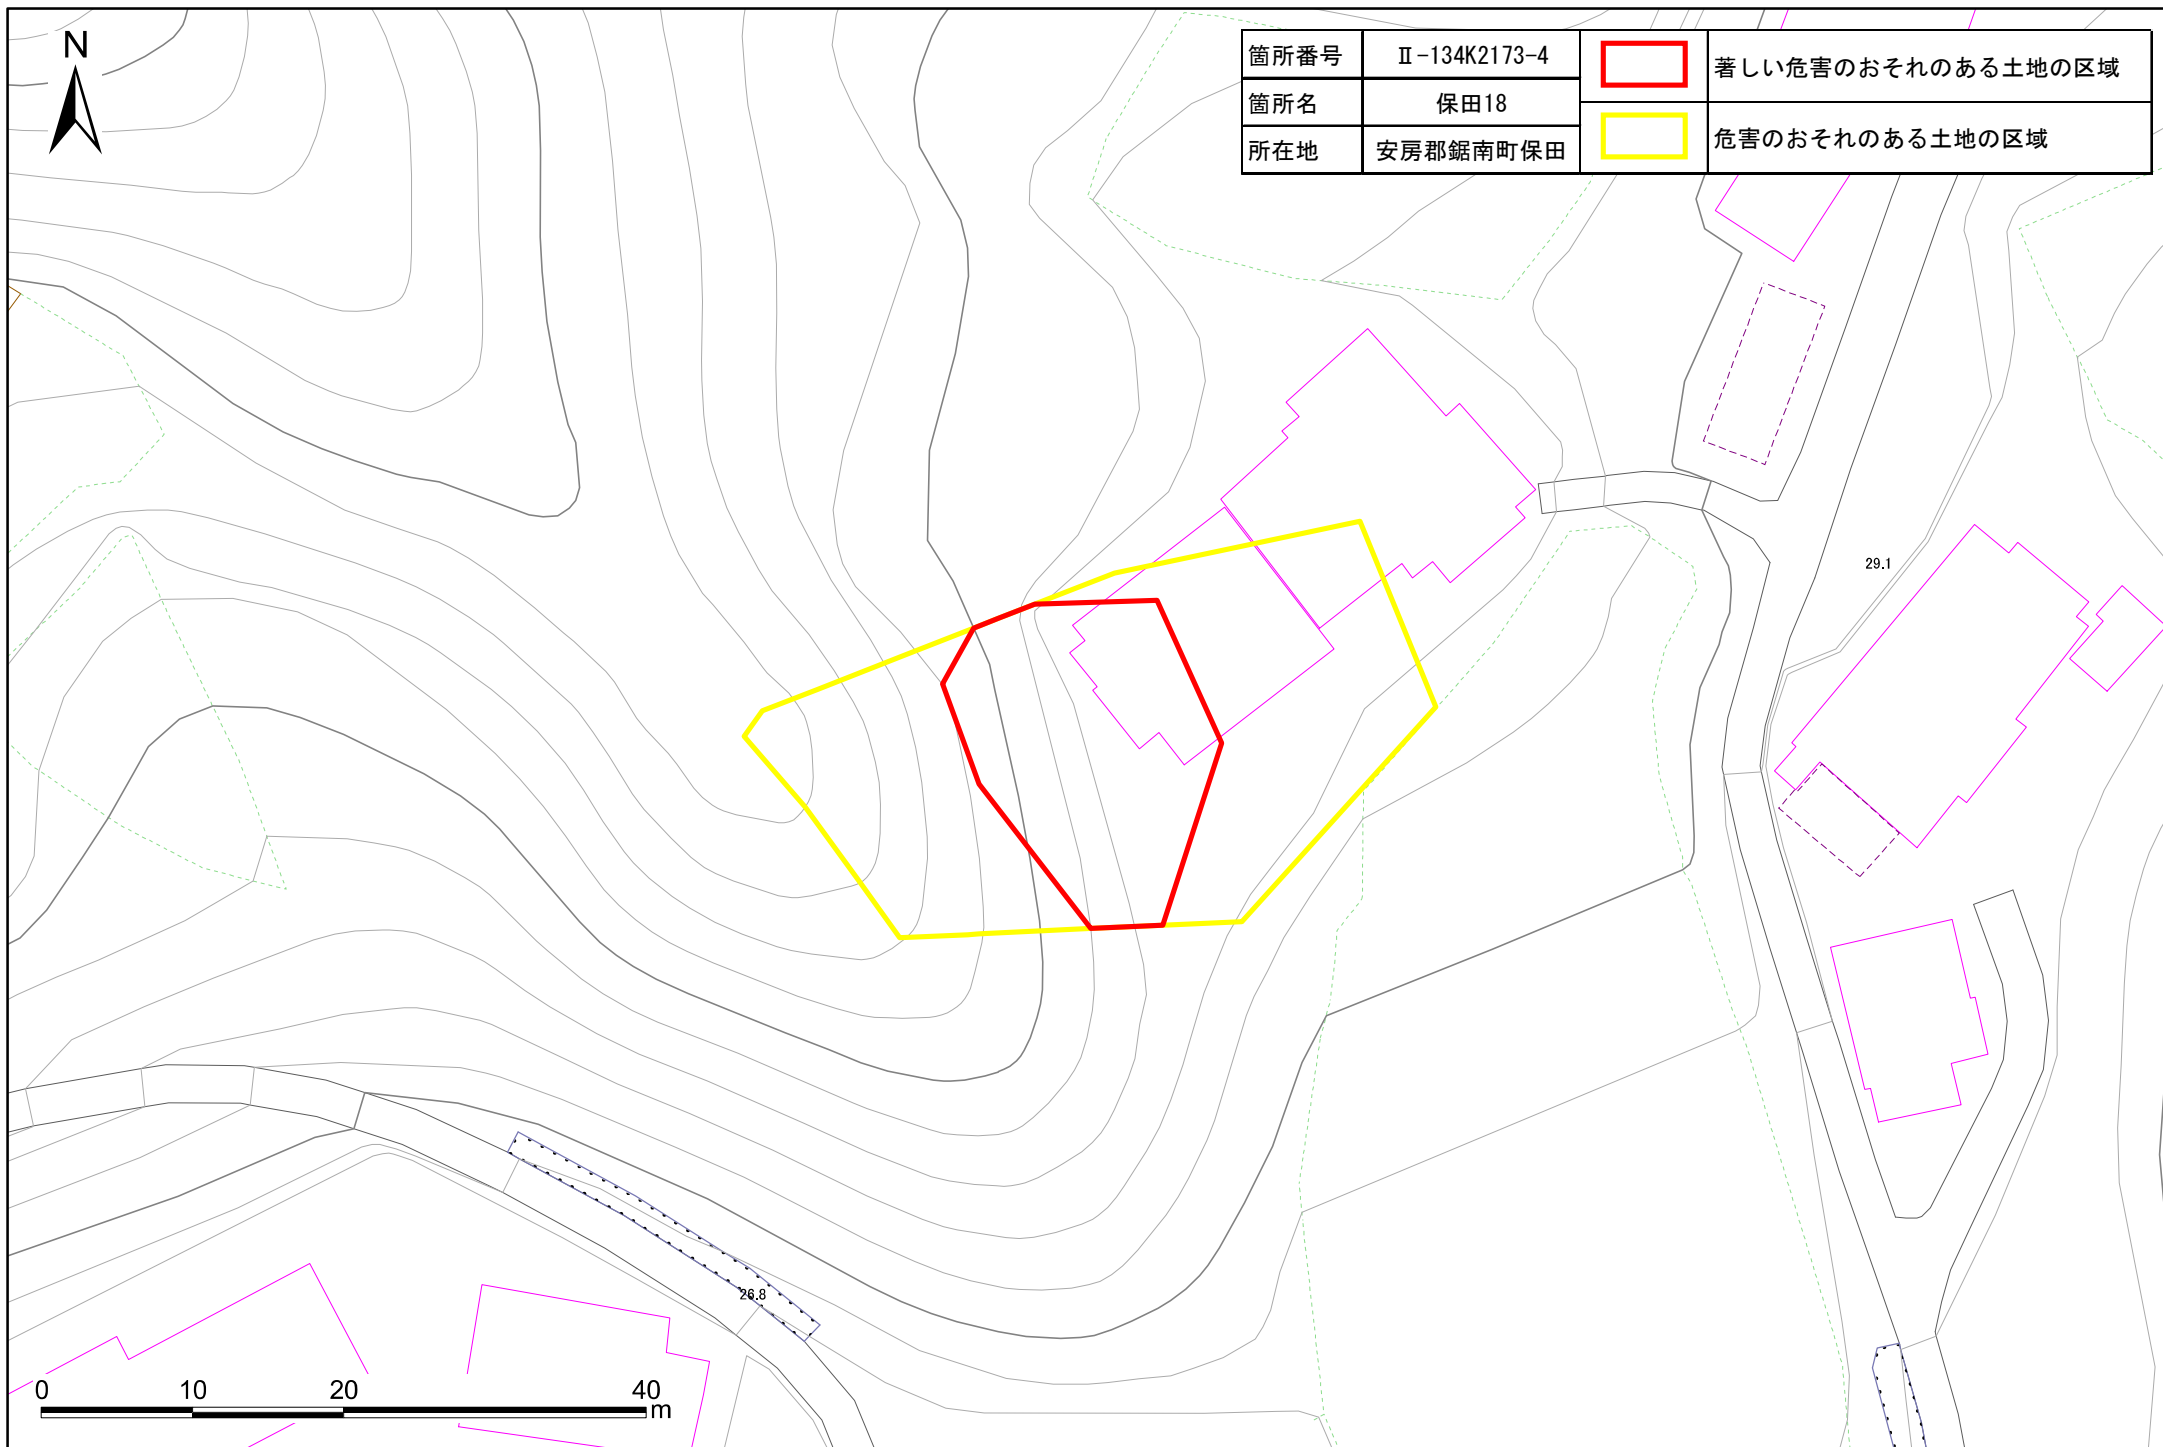 N
箇所番号 Ⅱ-134K2173-4 著しい危害のおそれのある土地の区域
箇所名 保田18
危害のおそれのある土地の区域
所在地 安房郡鋸南町保田
29.1
26.8
0 10 20 40
m